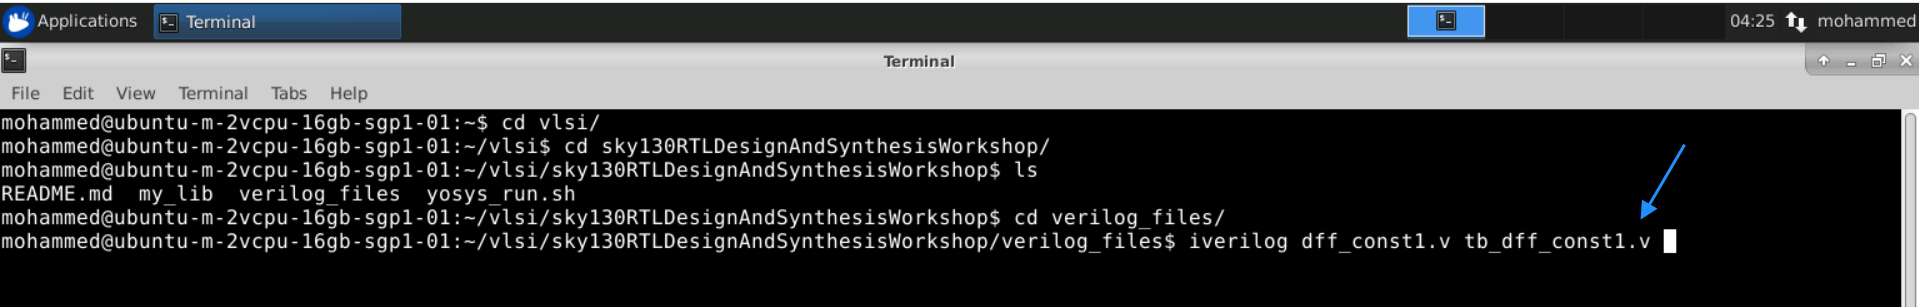 Applications Terminal 04:25 mohammed
Terminal
File Edit View Terminal Tabs Help
mohammed@ubuntu-m-2vcpu-16gb-sgp1-01:~$ cd vlsi/
mohammed@ubuntu-m-2vcpu-16gb-sgp1-01:~/vlsi$ cd sky130RTLDesignAndSynthesisWorkshop/
mohammed@ubuntu-m-2vcpu-16gb-sgp1-01:~/vlsi/sky130RTLDesignAndSynthesisWorkshop$ ls
README.md my_lib verilog_files yosys_run.sh
mohammed@ubuntu-m-2vcpu-16gb-sgp1-01:~/vlsi/sky130RTLDesignAndSynthesisWorkshop$ cd verilog_files/
mohammed@ubuntu-m-2vcpu-16gb-sgp1-01:~/vlsi/sky130RTLDesignAndSynthesisWorkshop/verilog_files$ iverilog dff_const1.v tb_dff_const1.v